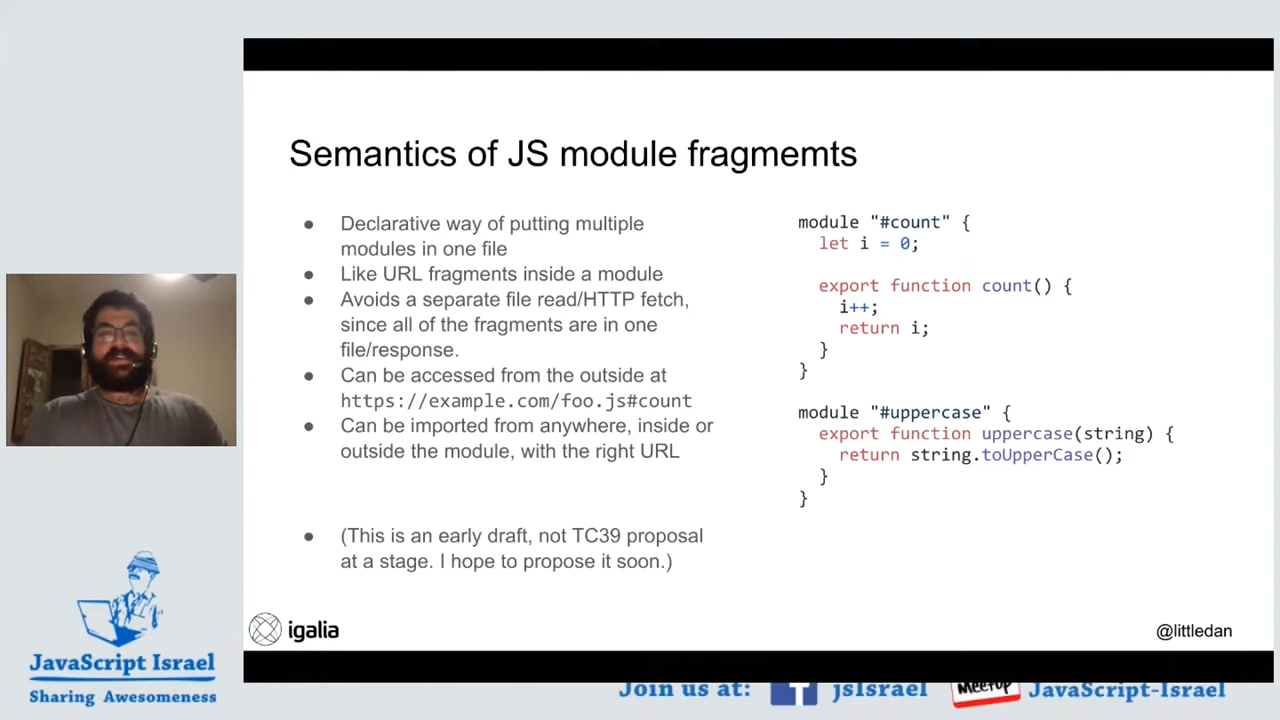 Semantics of JS module fragmemts
● Declarative way of putting multiple
modules in one file
● Like URL fragments inside a module
● Avoids a separate file read/HTTP fetch,
since all of the fragments are in one
file/response.
● Can be accessed from the outside at
https://example.com/foo.js#count
● Can be imported from anywhere, inside or
outside the module, with the right URL
● (This is an early draft, not TC39 proposal
at a stage. I hope to propose it soon.)
module "#count" {
let i = 0;
export function count() {
i++;
return i;
}
}
module "#uppercase" {
export function uppercase(string) {
return string.toUpperCase();
}
}
igalia
@littledan
JavaScript Israel
Sharing Awesomeness
Join us at: f jsIsrael Meetup JavaScript-Israel